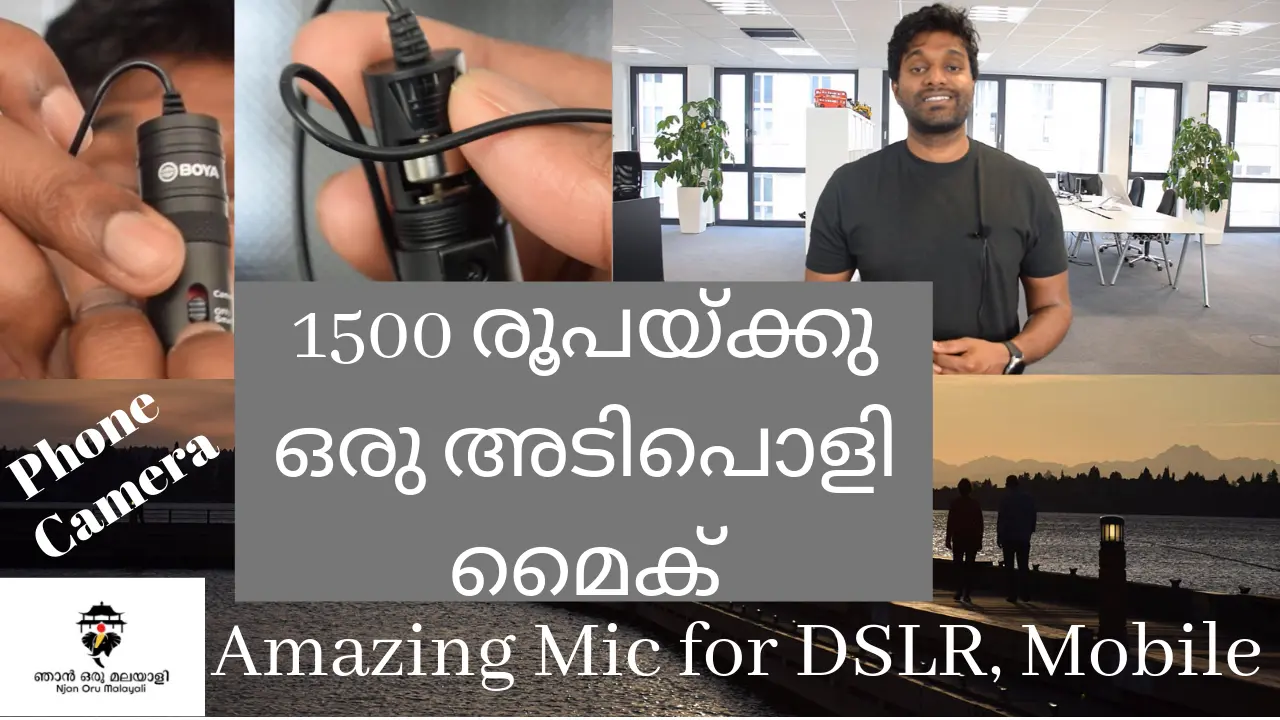 BOYA
1500 രൂപയ്ക്കു
ഒരു അടിപൊളി
മൈക്
Phone
Camera
ഞാൻ ഒരു മലയാളി
Njan Oru Malayali
Amazing Mic for DSLR, Mobile